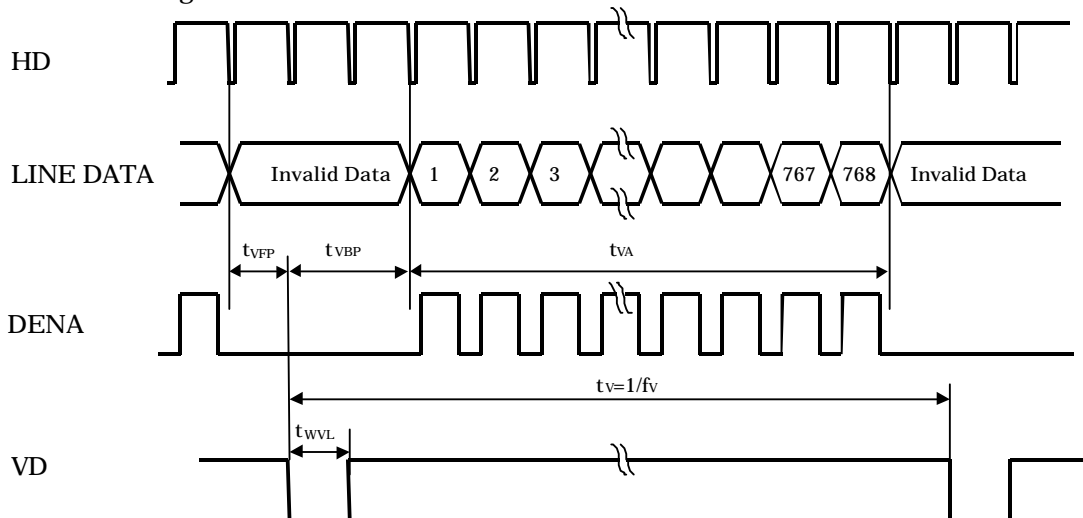 HD
LINE DATA
Invalid Data
1
2
3
767
768
Invalid Data
tVFP
tVBP
tVA
DENA
tV=1/fV
tWVL
VD